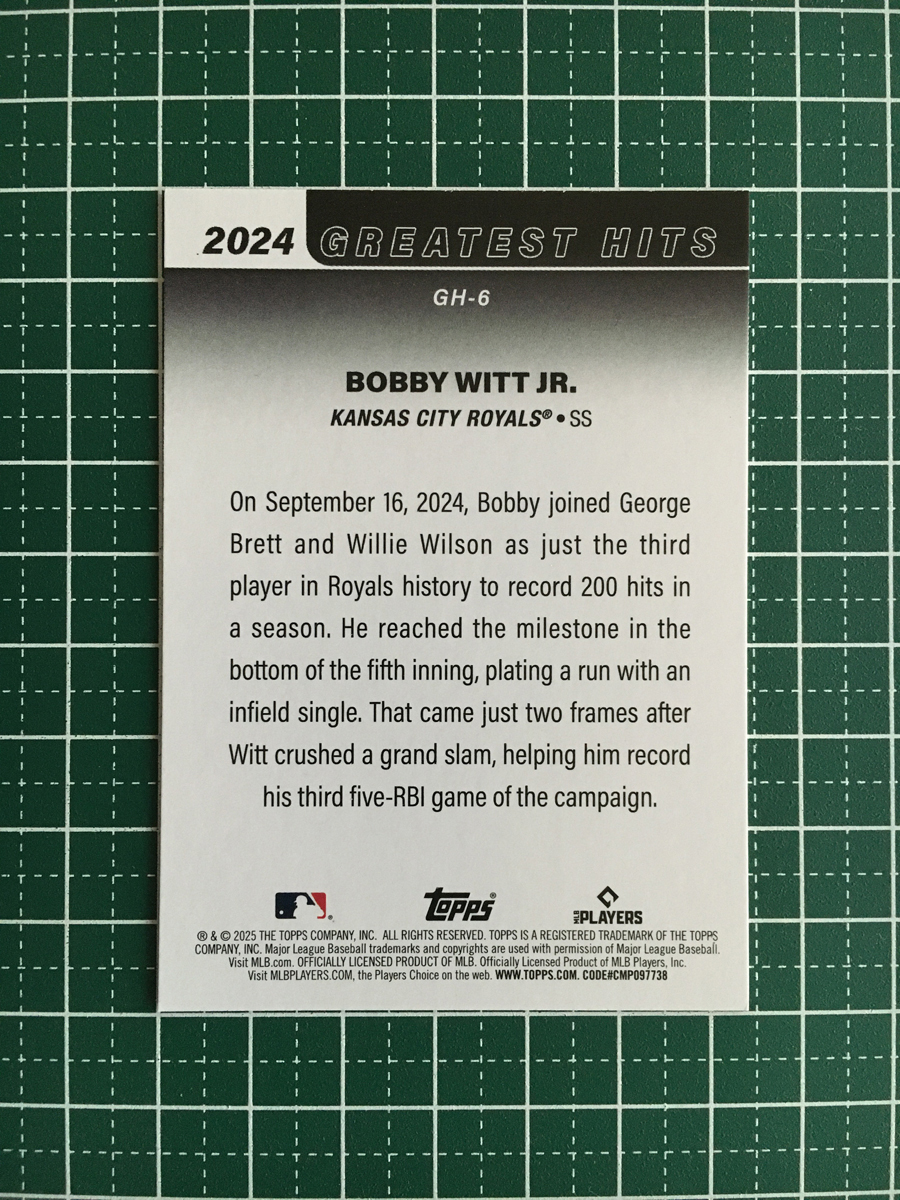 2024 GREATEST HITS
GH-6
BOBBY WITT JR.
KANSAS CITY ROYALS® • SS
On September 16, 2024, Bobby joined George
Brett and Willie Wilson as just the third
player in Royals history to record 200 hits in
a season. He reached the milestone in the
bottom of the fifth inning, plating a run with an
infield single. That came just two frames after
Witt crushed a grand slam, helping him record
his third five-RBI game of the campaign.
topps® MLB PLAYERS
® & © 2025 THE TOPPS COMPANY, INC. ALL RIGHTS RESERVED. TOPPS IS A REGISTERED TRADEMARK OF THE TOPPS
COMPANY, INC. Major League Baseball trademarks and copyrights are used with permission of Major League Baseball.
Visit MLB.com. OFFICIALLY LICENSED PRODUCT OF MLB. Officially Licensed Product of MLB Players, Inc.
Visit MLBPLAYERS.COM, the Players Choice on the web. WWW.TOPPS.COM. CODE#CMP097738